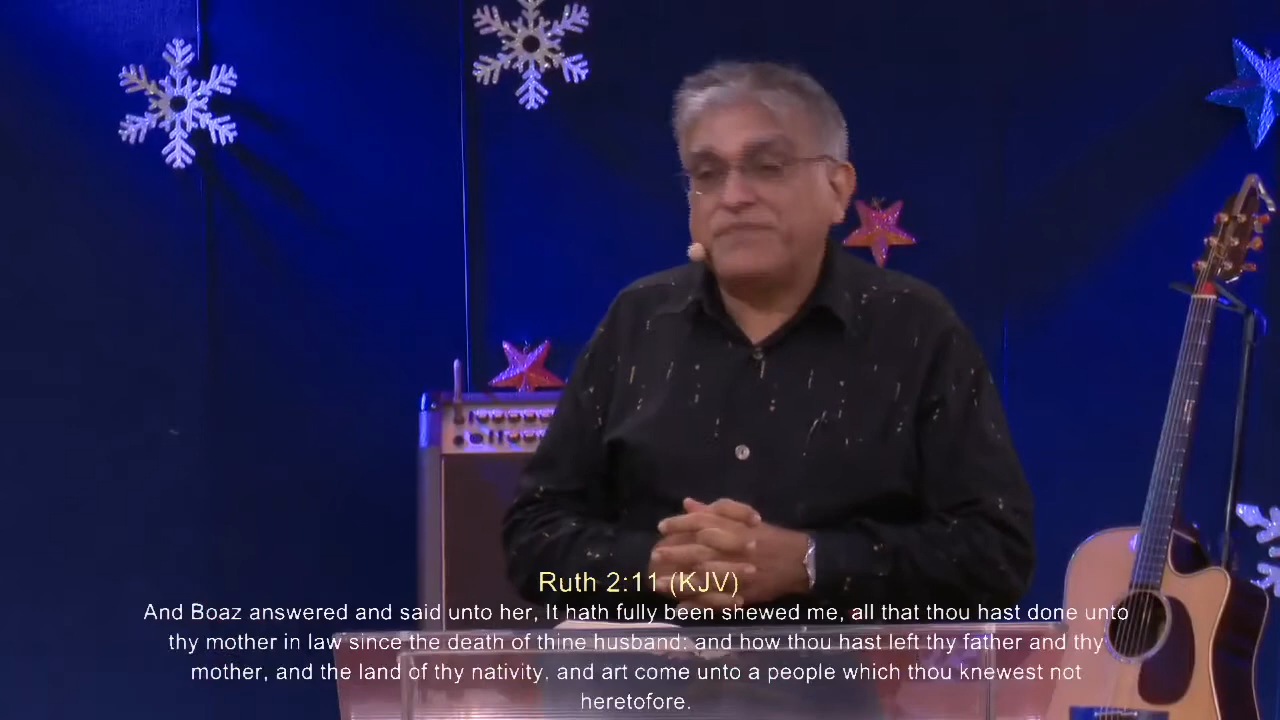 Ruth 2:11 (KJV)
And Boaz answered and said unto her, It hath fully been shewed me, all that thou hast done unto
thy mother in law since the death of thine husband: and how thou hast left thy father and thy
mother, and the land of thy nativity, and art come unto a people which thou knewest not
heretofore.